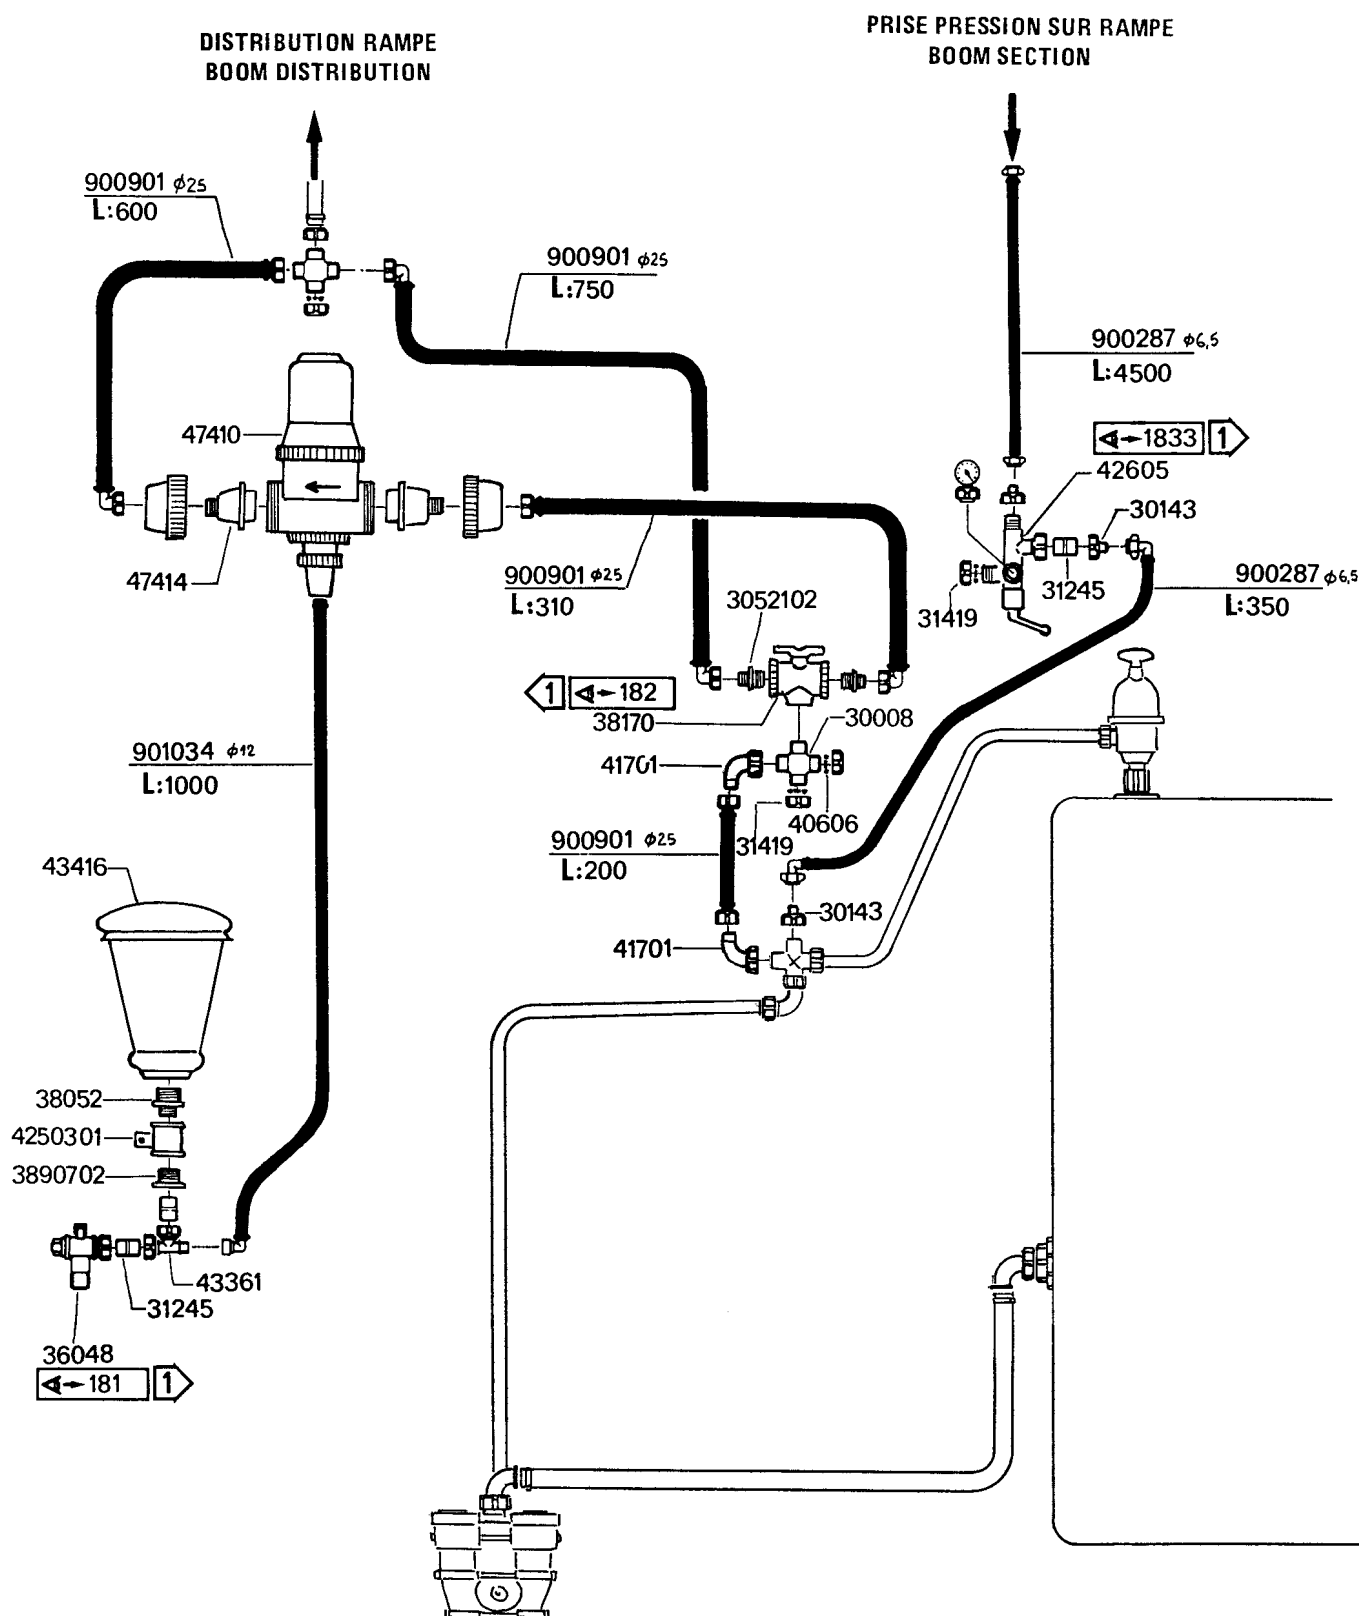 DISTRIBUTION RAMPE
BOOM DISTRIBUTION
PRISE PRESSION SUR RAMPE
BOOM SECTION
900901 φ25
L:600
900901 φ25
L:750
900287 φ6,5
L:4500
47410
1833 1
42605
30143
47414
900901 φ25
L:310
3052102
31419
31245
900287 φ6,5
L:350
1 182
38170
30008
901034 φ12
L:1000
41701
40606
31419
900901 φ25
L:200
43416
30143
41701
38052
4250301
3890702
43361
31245
36048
181 1